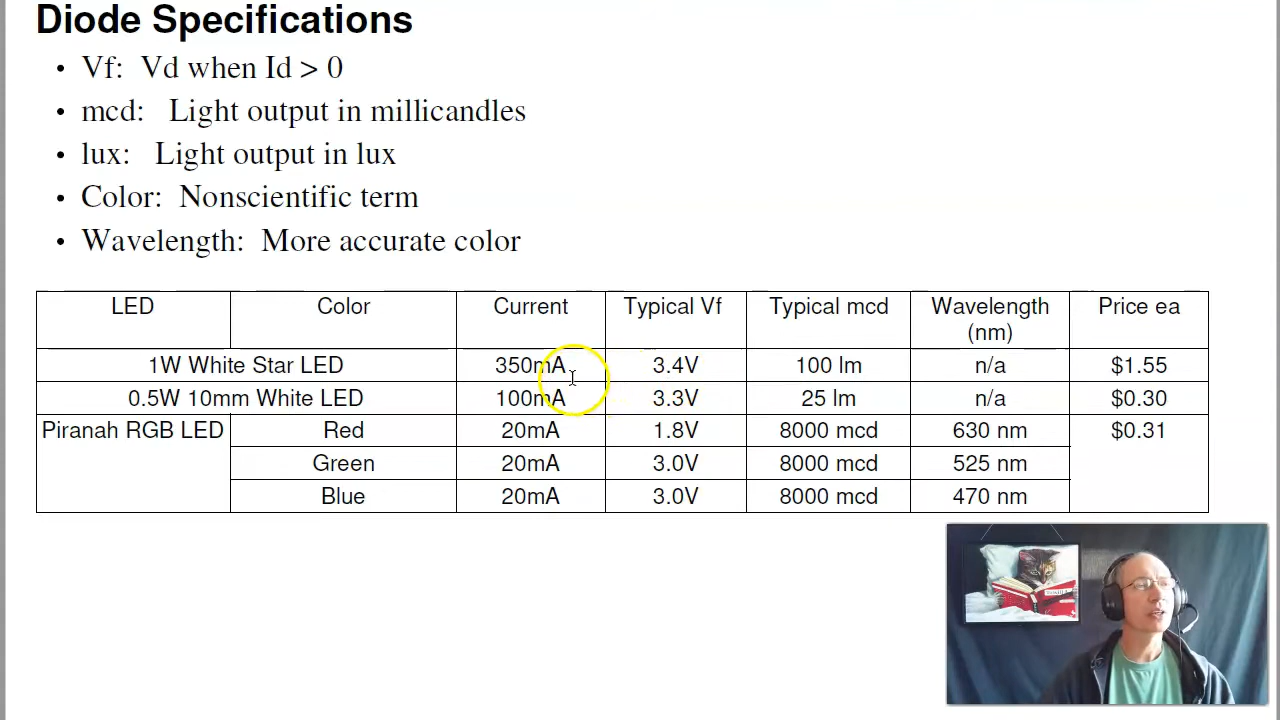 Diode Specifications
• Vf: Vd when Id > 0
• mcd: Light output in millicandles
• lux: Light output in lux
• Color: Nonscientific term
• Wavelength: More accurate color
LED Color Current Typical Vf Typical mcd Wavelength (nm) Price ea
1W White Star LED 350mA 3.4V 100 lm n/a $1.55
0.5W 10mm White LED 100mA 3.3V 25 lm n/a $0.30
Piranah RGB LED Red 20mA 1.8V 8000 mcd 630 nm $0.31
Green 20mA 3.0V 8000 mcd 525 nm
Blue 20mA 3.0V 8000 mcd 470 nm